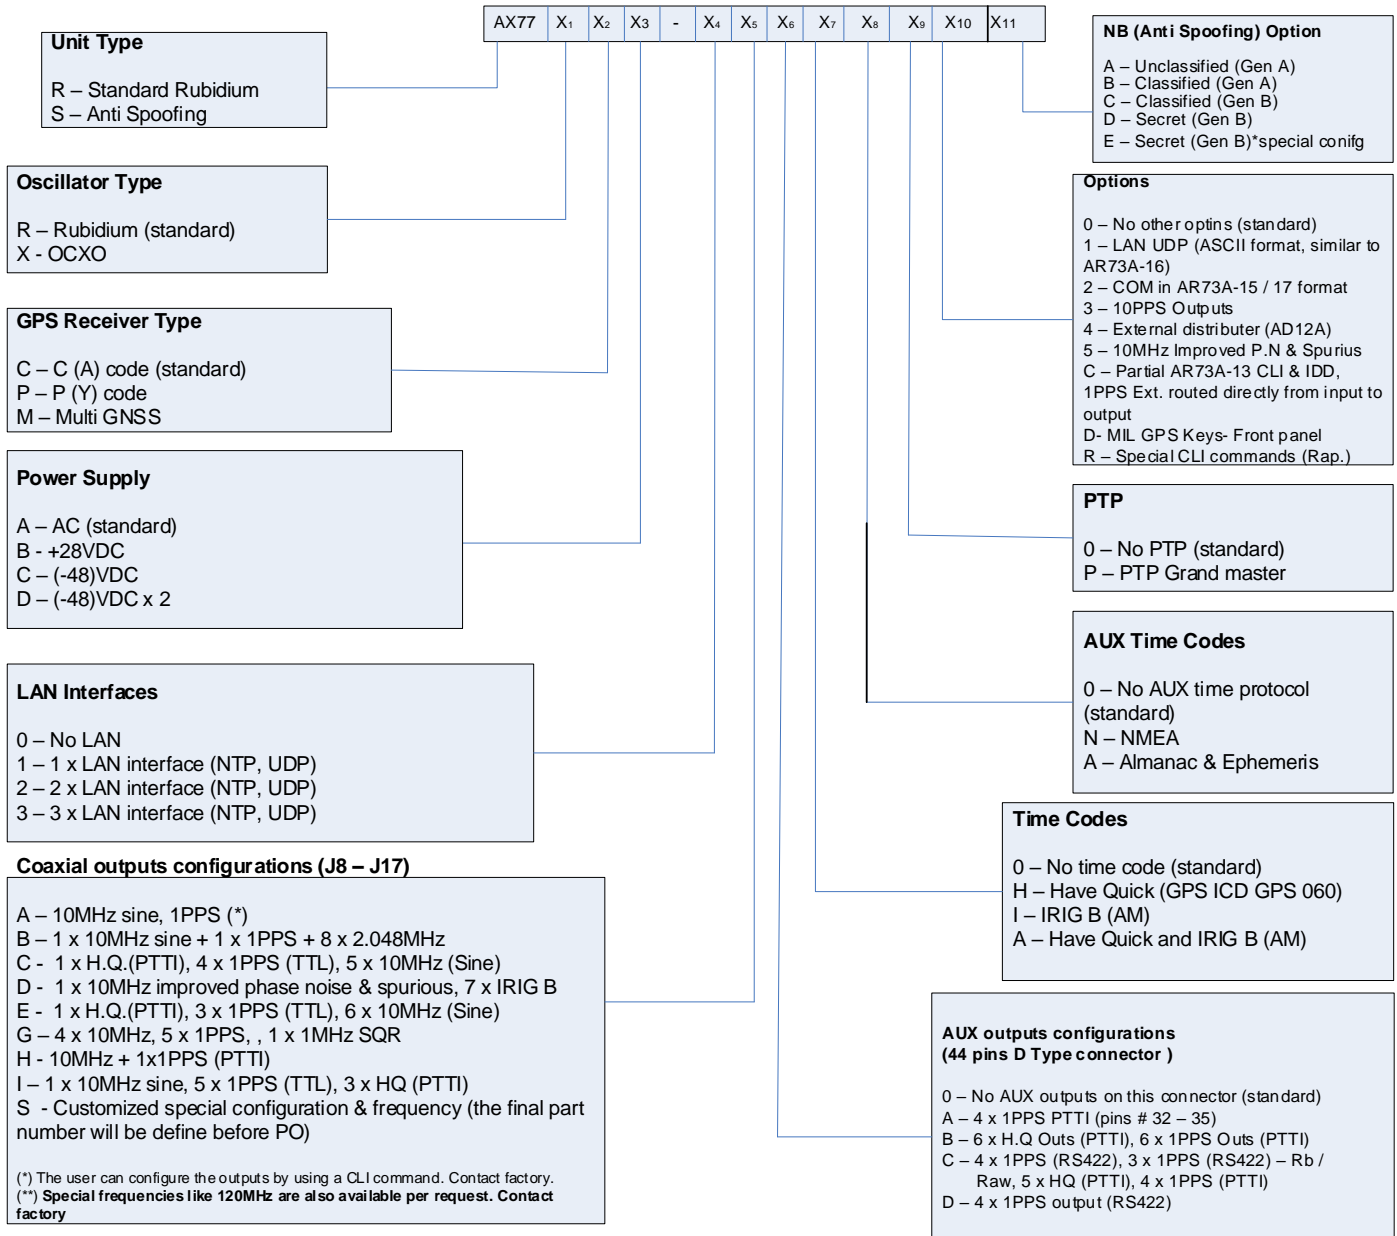 AX77 X1 X2 X3 - X4 X5 X6 X7 X8 X9 X10 X11
Unit Type
R – Standard Rubidium
S – Anti Spoofing
Oscillator Type
R – Rubidium (standard)
X - OCXO
GPS Receiver Type
C – C (A) code (standard)
P – P (Y) code
M – Multi GNSS
Power Supply
A – AC (standard)
B - +28VDC
C – (-48)VDC
D – (-48)VDC x 2
LAN Interfaces
0 – No LAN
1 – 1 x LAN interface (NTP, UDP)
2 – 2 x LAN interface (NTP, UDP)
3 – 3 x LAN interface (NTP, UDP)
Coaxial outputs configurations (J8 – J17)
A – 10MHz sine, 1PPS (*)
B – 1 x 10MHz sine + 1 x 1PPS + 8 x 2.048MHz
C - 1 x H.Q.(PTTI), 4 x 1PPS (TTL), 5 x 10MHz (Sine)
D - 1 x 10MHz improved phase noise & spurious, 7 x IRIG B
E - 1 x H.Q.(PTTI), 3 x 1PPS (TTL), 6 x 10MHz (Sine)
G – 4 x 10MHz, 5 x 1PPS, , 1 x 1MHz SQR
H - 10MHz + 1x1PPS (PTTI)
I – 1 x 10MHz sine, 5 x 1PPS (TTL), 3 x HQ (PTTI)
S - Customized special configuration & frequency (the final part
number will be define before PO)
(*) The user can configure the outputs by using a CLI command. Contact factory.
(**) Special frequencies like 120MHz are also available per request. Contact
factory
NB (Anti Spoofing) Option
A – Unclassified (Gen A)
B – Classified (Gen A)
C – Classified (Gen B)
D – Secret (Gen B)
E – Secret (Gen B)*special conifg
Options
0 – No other optins (standard)
1 – LAN UDP (ASCII format, similar to
AR73A-16)
2 – COM in AR73A-15 / 17 format
3 – 10PPS Outputs
4 – External distributer (AD12A)
5 – 10MHz Improved P.N & Spurius
C – Partial AR73A-13 CLI & IDD,
1PPS Ext. routed directly from input to
output
D- MIL GPS Keys- Front panel
R – Special CLI commands (Rap.)
PTP
0 – No PTP (standard)
P – PTP Grand master
AUX Time Codes
0 – No AUX time protocol
(standard)
N – NMEA
A – Almanac & Ephemeris
Time Codes
0 – No time code (standard)
H – Have Quick (GPS ICD GPS 060)
I – IRIG B (AM)
A – Have Quick and IRIG B (AM)
AUX outputs configurations
(44 pins D Type connector )
0 – No AUX outputs on this connector (standard)
A – 4 x 1PPS PTTI (pins # 32 – 35)
B – 6 x H.Q Outs (PTTI), 6 x 1PPS Outs (PTTI)
C – 4 x 1PPS (RS422), 3 x 1PPS (RS422) – Rb /
Raw, 5 x HQ (PTTI), 4 x 1PPS (PTTI)
D – 4 x 1PPS output (RS422)